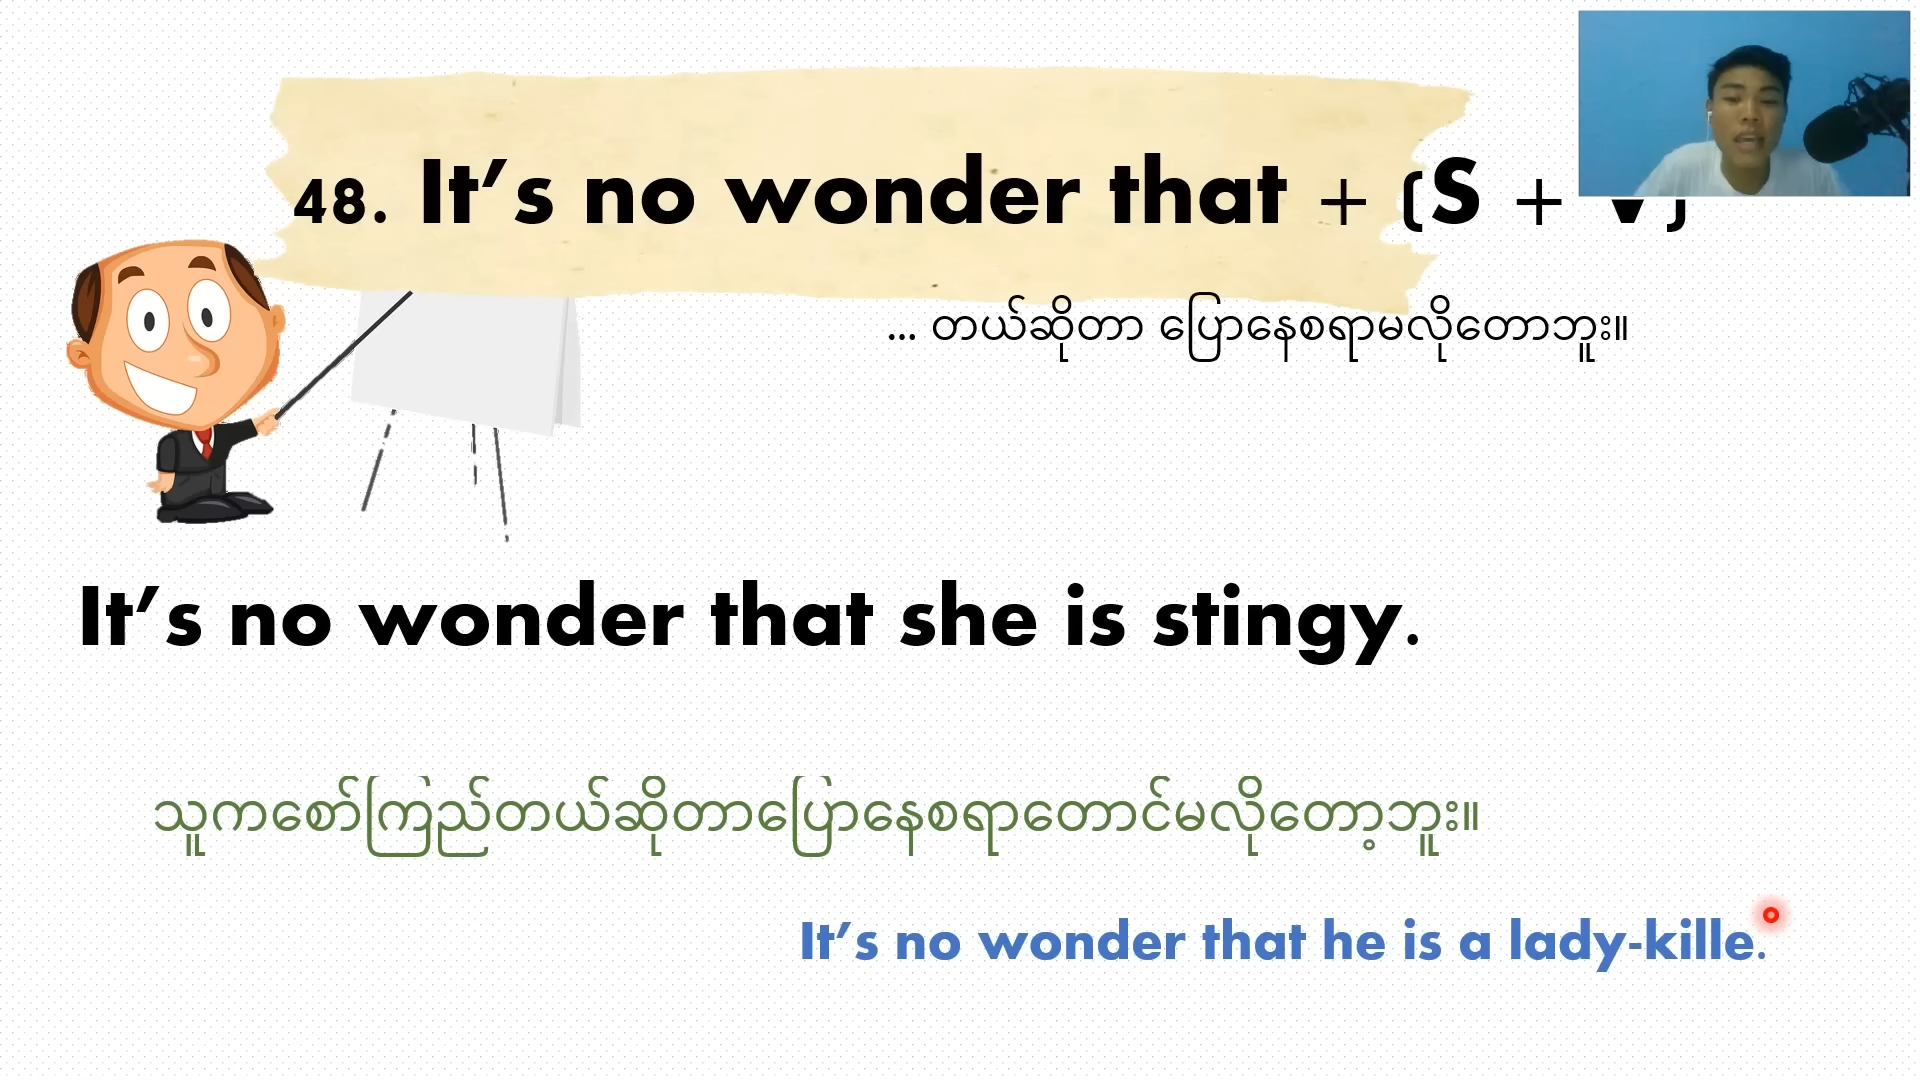 48. It’s no wonder that + (S + V)
... တယ်ဆိုတာ ပြောနေစရာမလိုတောဘူး။
It’s no wonder that she is stingy.
သူကစော်ကြည်တယ်ဆိုတာပြောနေစရာတောင်မလိုတော့ဘူး။
It’s no wonder that he is a lady-kille.